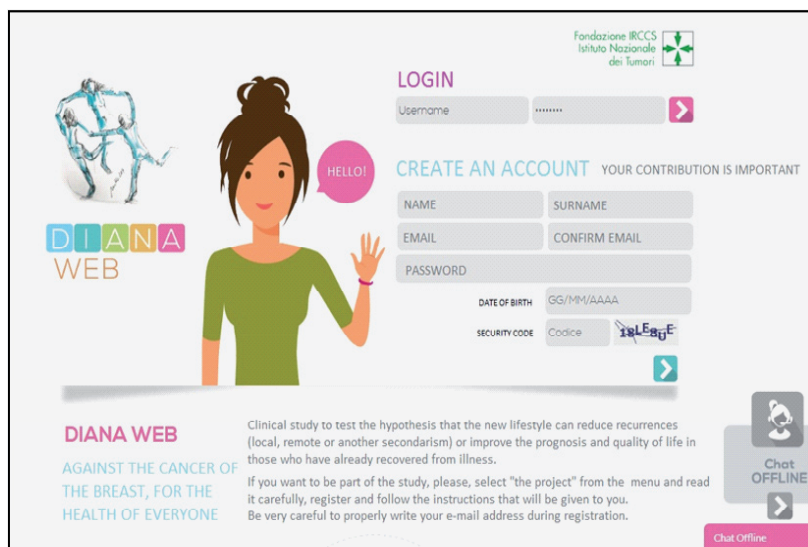 Fondazione IRCCS
Istituto Nazionale
dei Tumori
LOGIN
Username
········
HELLO!
CREATE AN ACCOUNT YOUR CONTRIBUTION IS IMPORTANT
NAME SURNAME
EMAIL CONFIRM EMAIL
PASSWORD
DATE OF BIRTH GG/MM/AAAA
SECURITY CODE Codice
DIANA
WEB
DIANA WEB
AGAINST THE CANCER OF
THE BREAST, FOR THE
HEALTH OF EVERYONE
Clinical study to test the hypothesis that the new lifestyle can reduce recurrences
(local, remote or another secondarism) or improve the prognosis and quality of life in
those who have already recovered from illness.
If you want to be part of the study, please, select "the project" from the menu and read
it carefully, register and follow the instructions that will be given to you.
Be very careful to properly write your e-mail address during registration.
Chat
OFFLINE
Chat Offline